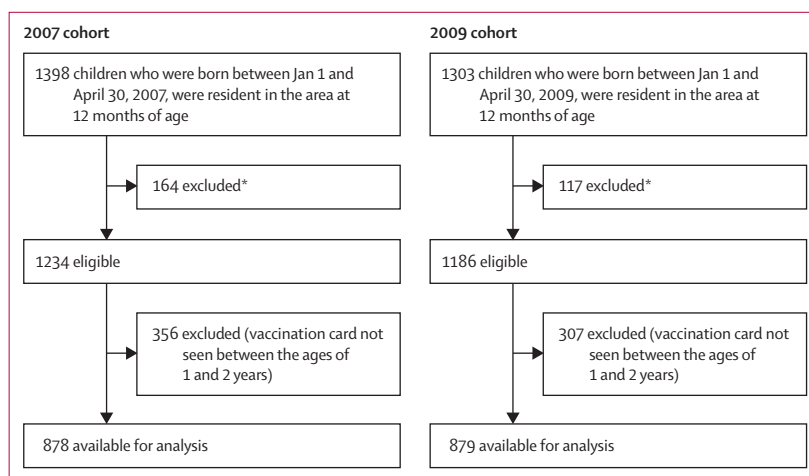 2007 cohort
1398 children who were born between Jan 1 and
April 30, 2007, were resident in the area at
12 months of age
164 excluded*
1234 eligible
356 excluded (vaccination card not
seen between the ages of
1 and 2 years)
878 available for analysis
2009 cohort
1303 children who were born between Jan 1 and
April 30, 2009, were resident in the area at
12 months of age
117 excluded*
1186 eligible
307 excluded (vaccination card not
seen between the ages of
1 and 2 years)
879 available for analysis